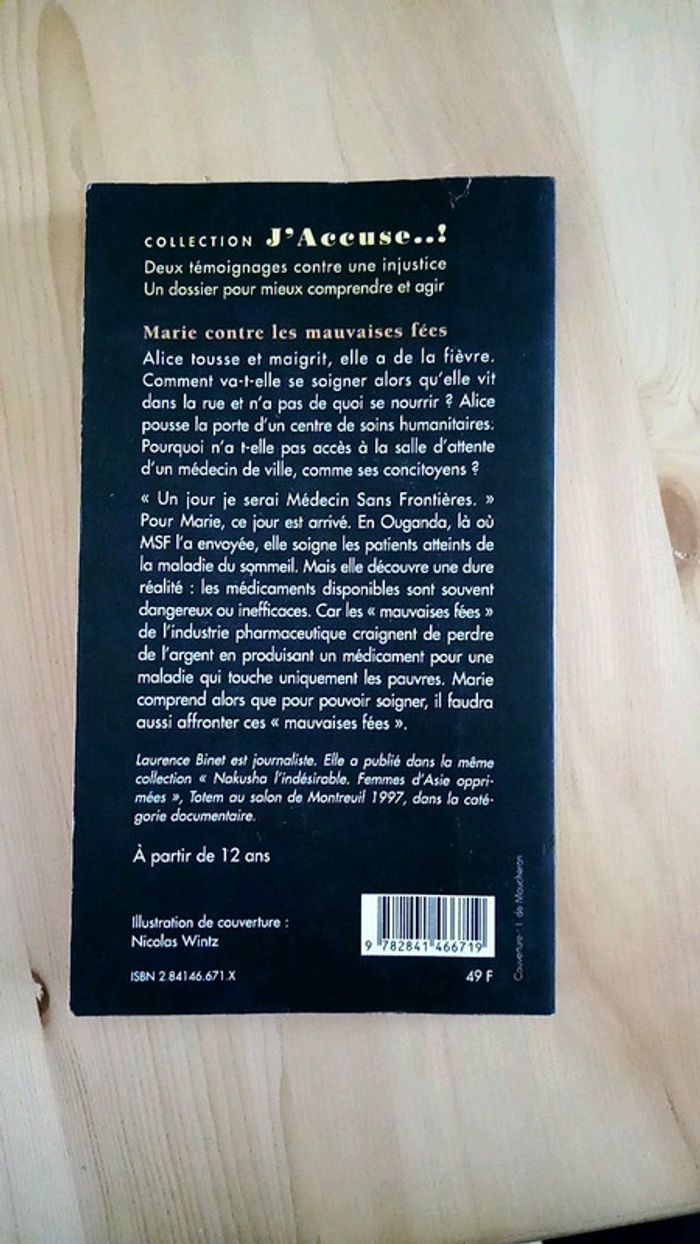 COLLECTION J'Accuse..!
Deux témoignages contre une injustice
Un dossier pour mieux comprendre et agir
Marie contre les mauvaises fées
Alice tousse et maigrit, elle a de la fièvre.
Comment va-t-elle se soigner alors qu'elle vit
dans la rue et n'a pas de quoi se nourrir ? Alice
pousse la porte d'un centre de soins humanitaires.
Pourquoi n'a t-elle pas accès à la salle d'attente
d'un médecin de ville, comme ses concitoyens ?
« Un jour je serai Médecin Sans Frontières. »
Pour Marie, ce jour est arrivé. En Ouganda, là où
MSF l'a envoyée, elle soigne les patients atteints de
la maladie du sommeil. Mais elle découvre une dure
réalité : les médicaments disponibles sont souvent
dangereux ou inefficaces. Car les « mauvaises fées »
de l'industrie pharmaceutique craignent de perdre
de l'argent en produisant un médicament pour une
maladie qui touche uniquement les pauvres. Marie
comprend alors que pour pouvoir soigner, il faudra
aussi affronter ces « mauvaises fées ».
Laurence Binet est journaliste. Elle a publié dans la même
collection « Nakusha l'indésirable. Femmes d'Asie oppri-
mées », Totem au salon de Montreuil 1997, dans la caté-
gorie documentaire.
À partir de 12 ans
Illustration de couverture :
Nicolas Wintz
9 782841 466719
ISBN 2.84146.671.X
49 F
Couverture - I. de Moucheron